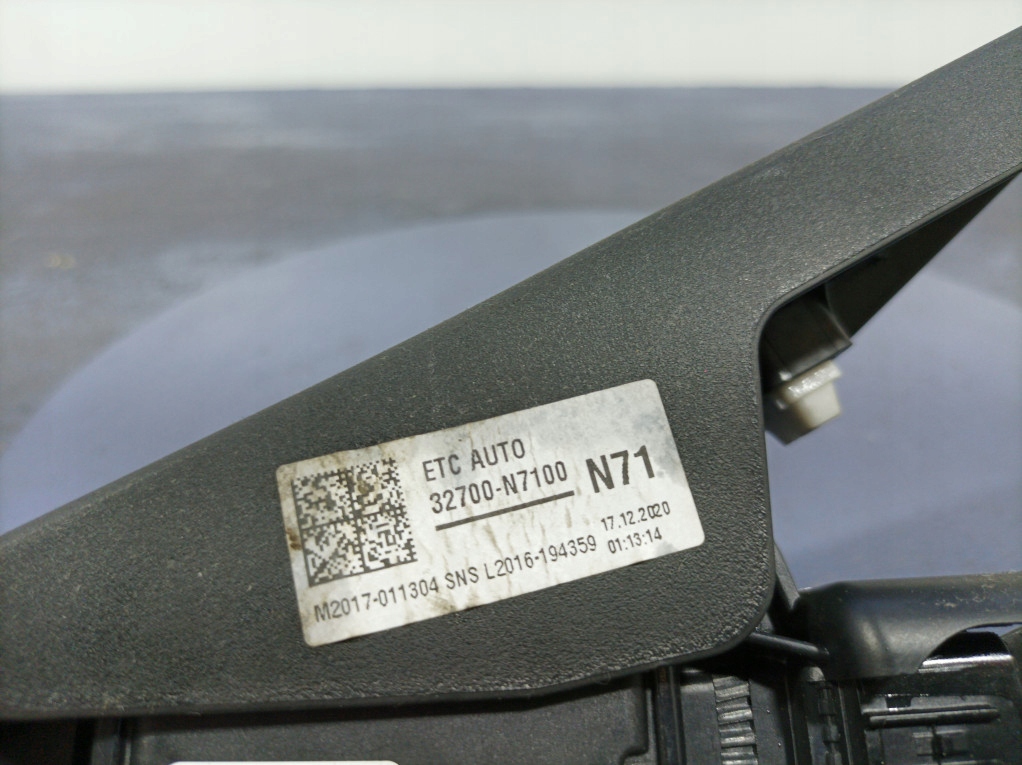 ETC AUTO
32700-N7100
N71
M2017-011304 SNS L2016-194359
17.12.2020
01:13:14